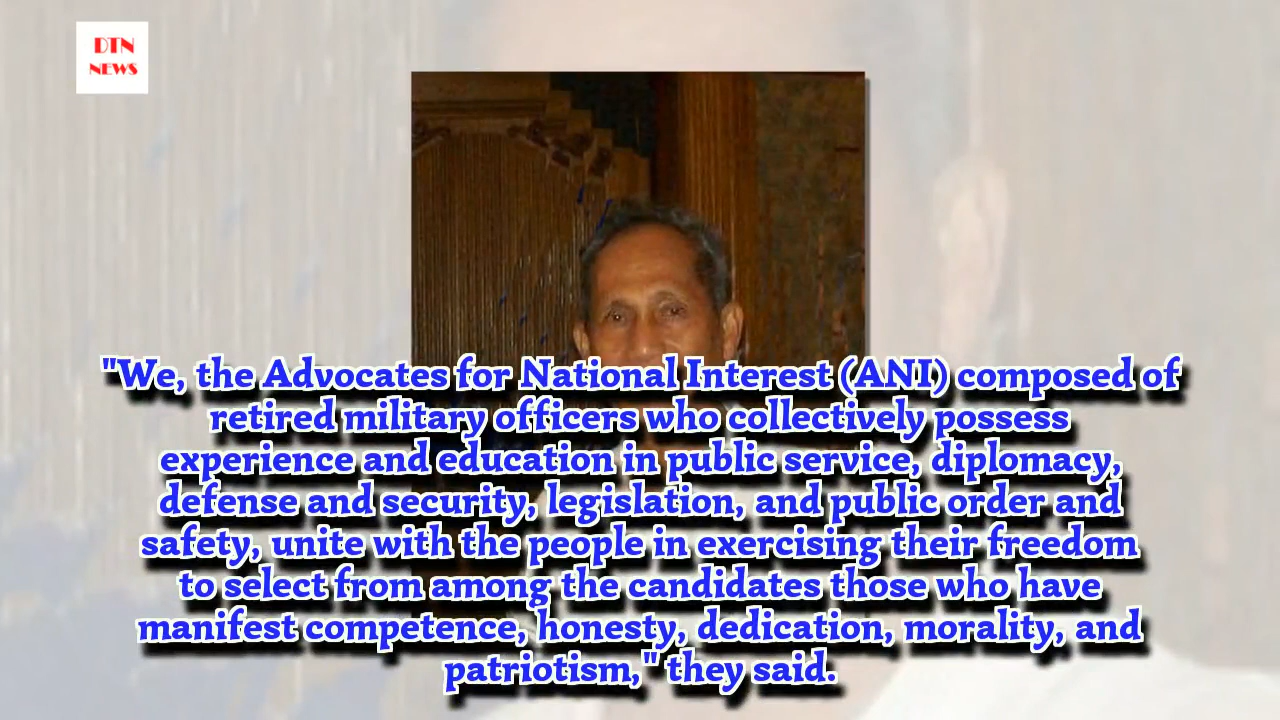 DTN
NEWS
"We, the Advocates for National Interest (ANI) composed of
retired military officers who collectively possess
experience and education in public service, diplomacy,
defense and security, legislation, and public order and
safety, unite with the people in exercising their freedom
to select from among the candidates those who have
manifest competence, honesty, dedication, morality, and
patriotism," they said.